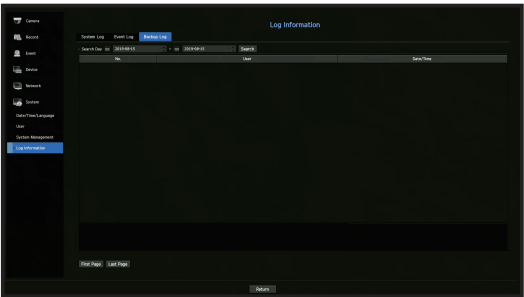 Log Information
Camera
Record
Event
Device
Network
System
Date/Time/Language
User
System Management
Log Information
System Log Event Log Backup Log
Search Day 2019-08-15 ~ 2019-08-15 Search
No. User Date/Time
First Page Last Page
Return